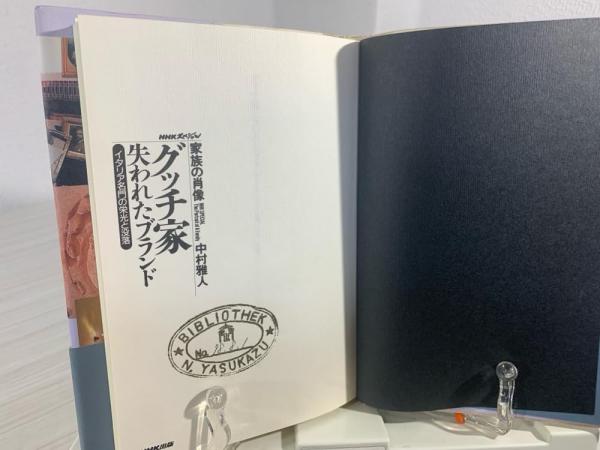 NHKスペシャル
家族の肖像
グッチ家
失われたブランド
イタリア名門の栄光と没落
中村雅人
BIBLIOTHEK
No.
N. YASUKAZU
NHK出版